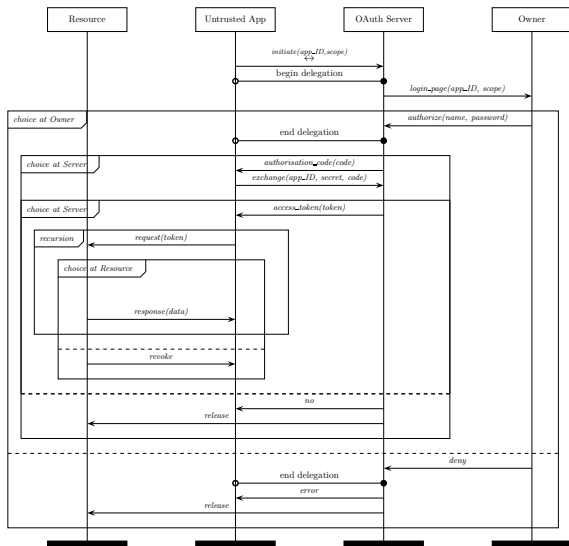 Resource
Untrusted App
OAuth Server
Owner
initiate(app_ID,scope)
↔
begin delegation
login_page(app_ID, scope)
choice at Owner
authorize(name, password)
end delegation
choice at Server
authorisation_code(code)
exchange(app_ID, secret, code)
choice at Server
access_token(token)
recursion
request(token)
choice at Resource
response(data)
revoke
no
release
deny
end delegation
error
release